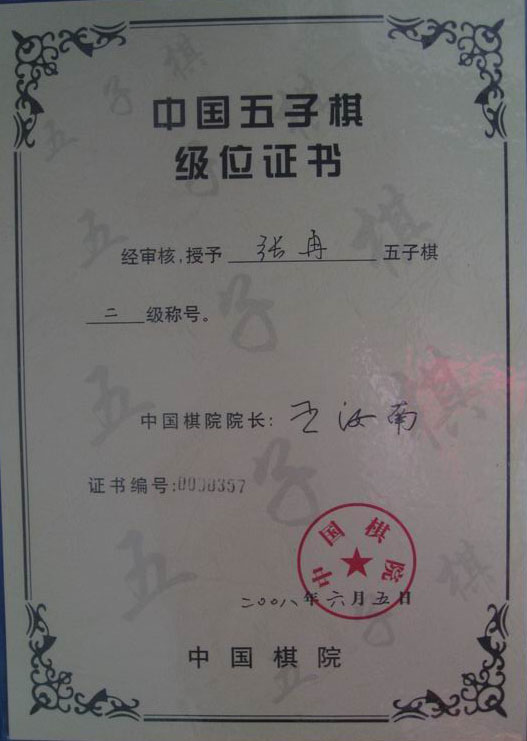 中国五子棋
级位证书
经审核,授予 张冉 五子棋
二 级称号。
中国棋院院长: 王汝南
证书编号:0000357
中国棋院
二〇〇八年六月五日
中国棋院